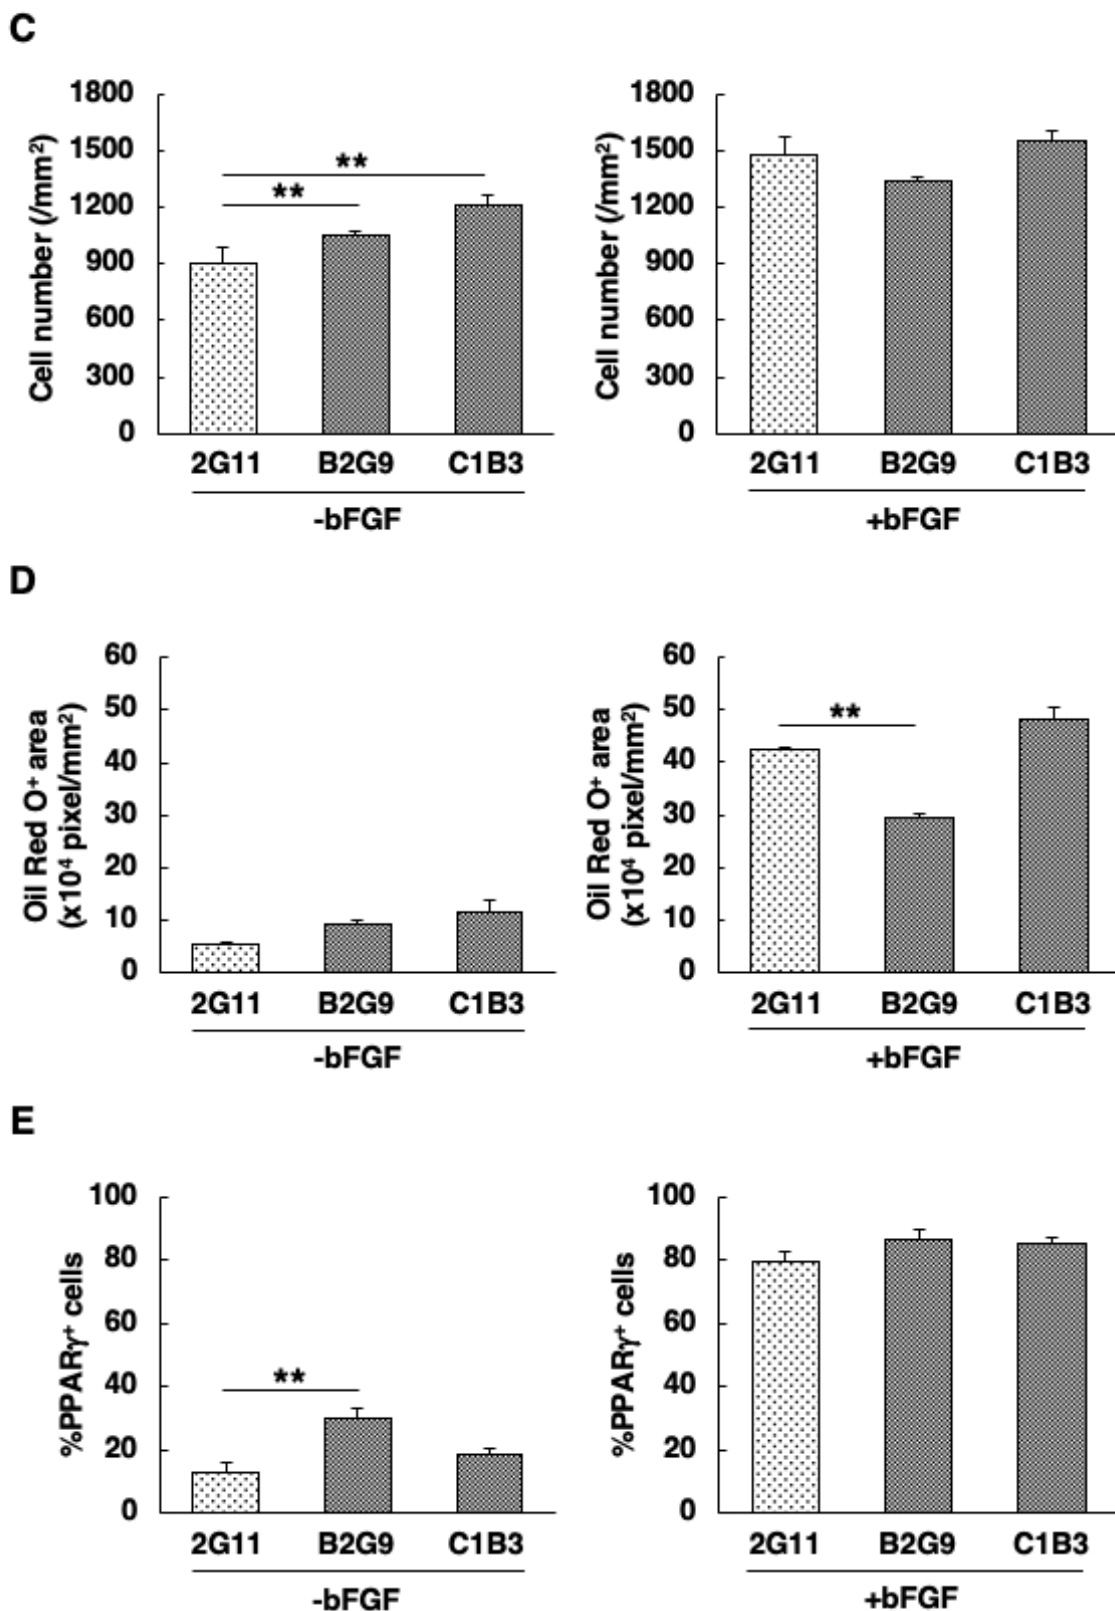 C
Cell number (/mm²)
1800
1500
1200
900
600
300
0
**
**
2G11 B2G9 C1B3
-bFGF
Cell number (/mm²)
1800
1500
1200
900
600
300
0
2G11 B2G9 C1B3
+bFGF
D
Oil Red O⁺ area
(x10⁴ pixel/mm²)
60
50
40
30
20
10
0
2G11 B2G9 C1B3
-bFGF
Oil Red O⁺ area
(x10⁴ pixel/mm²)
60
50
40
30
20
10
0
**
2G11 B2G9 C1B3
+bFGF
E
%PPARγ⁺ cells
100
80
60
40
20
0
**
2G11 B2G9 C1B3
-bFGF
%PPARγ⁺ cells
100
80
60
40
20
0
2G11 B2G9 C1B3
+bFGF